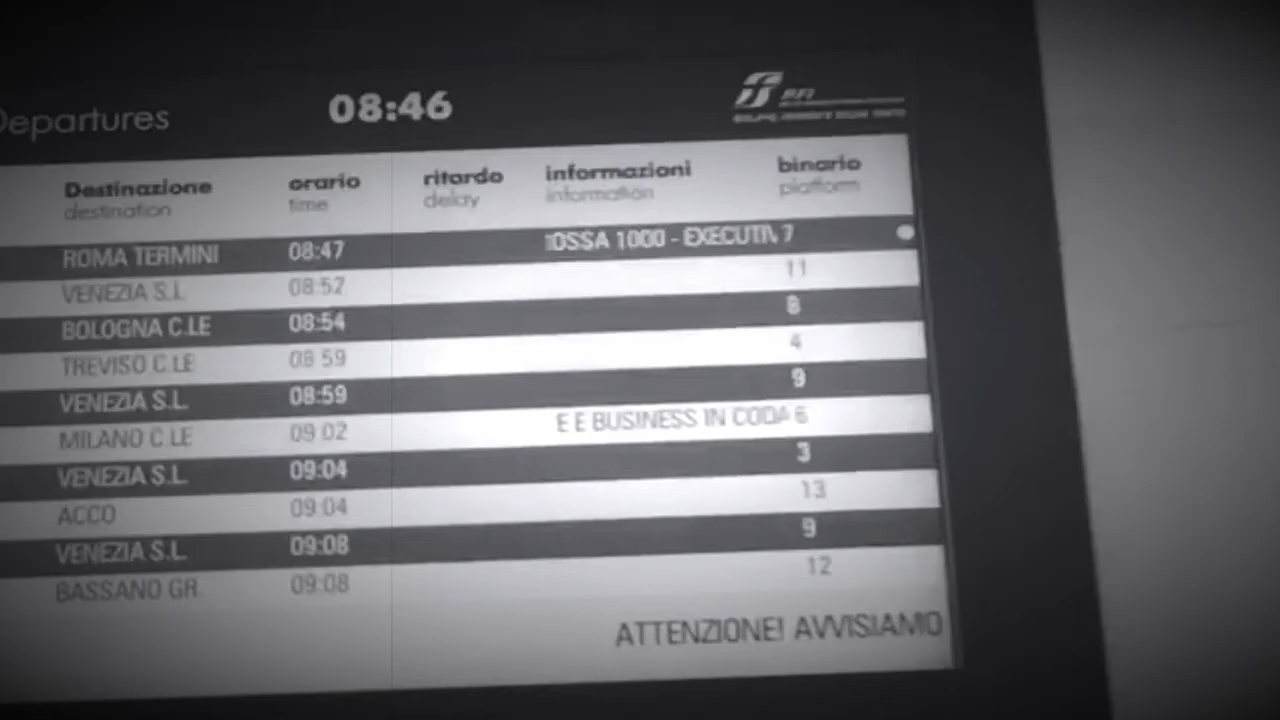 Departures 08:46 RFI
Destinazione orario ritardo informazioni binario
destination time delay information platform
ROMA TERMINI 08:47 OSSA 1000 - EXECUTIV 7
VENEZIA S.L. 08:52 11
BOLOGNA C.LE 08:54 8
TREVISO C.LE 08:59 4
VENEZIA S.L. 08:59 9
MILANO C.LE 09:02 E E BUSINESS IN CODA 6
VENEZIA S.L. 09:04 3
ACCO 09:04 13
VENEZIA S.L. 09:08 9
BASSANO GR. 09:08 12
ATTENZIONE! AVVISIAMO